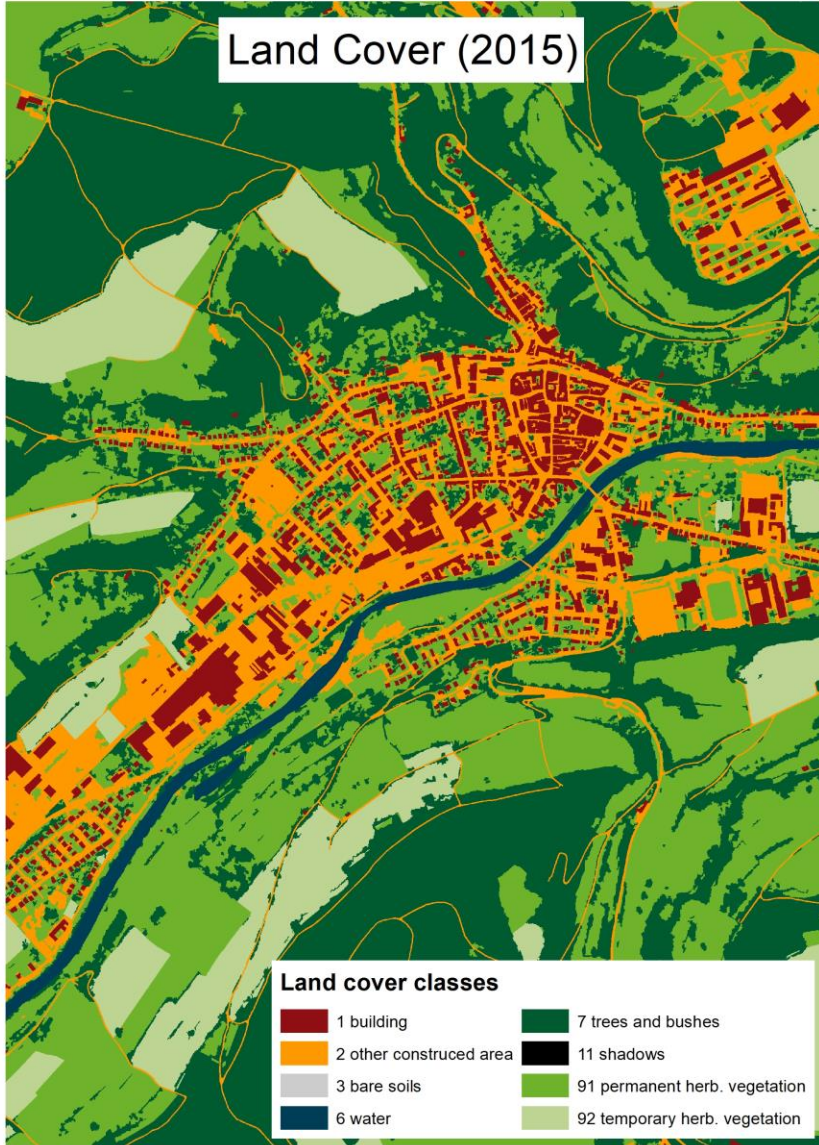 Land Cover (2015)
Land cover classes
1 building
2 other construced area
3 bare soils
6 water
7 trees and bushes
11 shadows
91 permanent herb. vegetation
92 temporary herb. vegetation